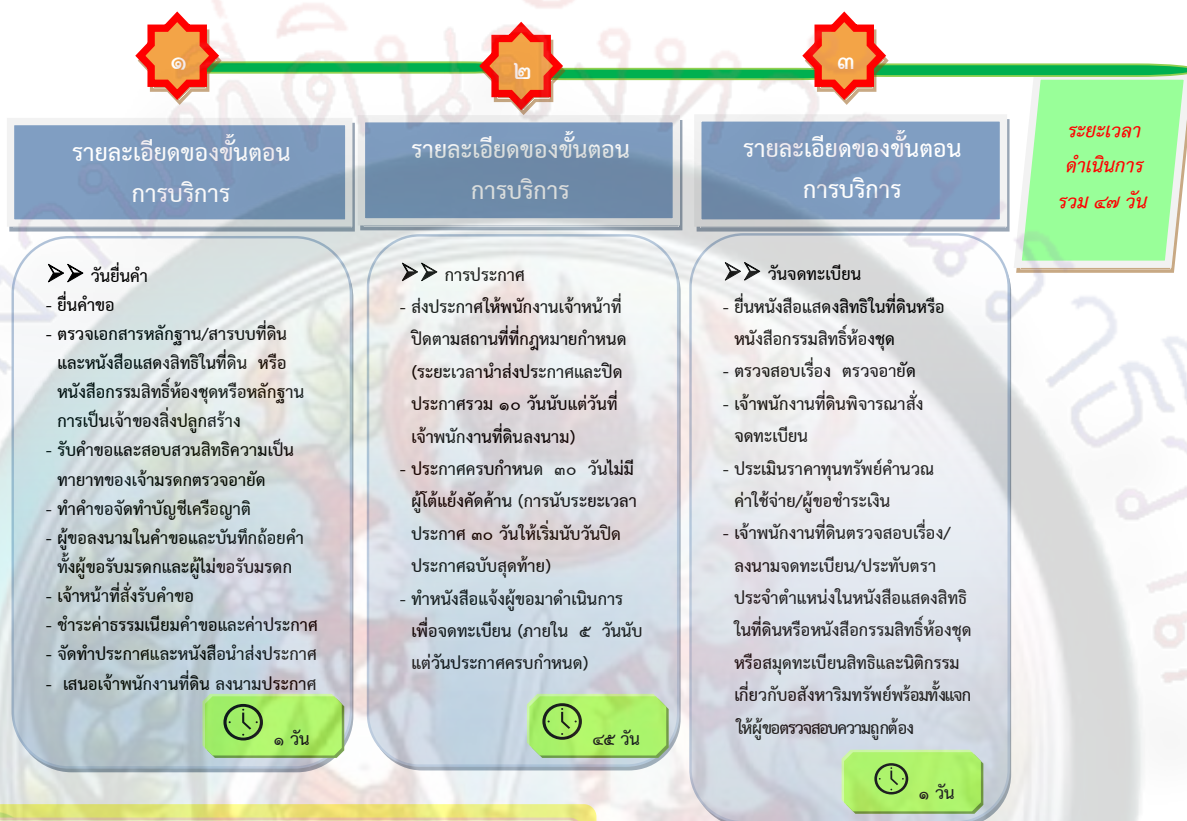 ๑
๒
๓
รายละเอียดของขั้นตอน
การบริการ
รายละเอียดของขั้นตอน
การบริการ
รายละเอียดของขั้นตอน
การบริการ
ระยะเวลา
ดำเนินการ
รวม ๔๗ วัน
วันยื่นคำ
- ยื่นคำขอ
- ตรวจเอกสารหลักฐาน/สารบบที่ดิน
และหนังสือแสดงสิทธิในที่ดิน หรือ
หนังสือกรรมสิทธิ์ห้องชุดหรือหลักฐาน
การเป็นเจ้าของสิ่งปลูกสร้าง
- รับคำขอและสอบสวนสิทธิความเป็น
ทายาทของเจ้ามรดกตรวจอายัด
- ทำคำขอจัดทำบัญชีเครือญาติ
- ผู้ขอลงนามในคำขอและบันทึกถ้อยคำ
ทั้งผู้ขอรับมรดกและผู้ไม่ขอรับมรดก
- เจ้าหน้าที่สั่งรับคำขอ
- ชำระค่าธรรมเนียมคำขอและค่าประกาศ
- จัดทำประกาศและหนังสือนำส่งประกาศ
- เสนอเจ้าพนักงานที่ดิน ลงนามประกาศ
๑ วัน
การประกาศ
- ส่งประกาศให้พนักงานเจ้าหน้าที่
ปิดตามสถานที่ที่กฎหมายกำหนด
(ระยะเวลานำส่งประกาศและปิด
ประกาศรวม ๑๐ วันนับแต่วันที่
เจ้าพนักงานที่ดินลงนาม)
- ประกาศครบกำหนด ๓๐ วันไม่มี
ผู้โต้แย้งคัดค้าน (การนับระยะเวลา
ประกาศ ๓๐ วันให้เริ่มนับวันปิด
ประกาศฉบับสุดท้าย)
- ทำหนังสือแจ้งผู้ขอมาดำเนินการ
เพื่อจดทะเบียน (ภายใน ๕ วันนับ
แต่วันประกาศครบกำหนด)
๔๕ วัน
วันจดทะเบียน
- ยื่นหนังสือแสดงสิทธิในที่ดินหรือ
หนังสือกรรมสิทธิ์ห้องชุด
- ตรวจสอบเรื่อง ตรวจอายัด
- เจ้าพนักงานที่ดินพิจารณาสั่ง
จดทะเบียน
- ประเมินราคาทุนทรัพย์คำนวณ
ค่าใช้จ่าย/ผู้ขอชำระเงิน
- เจ้าพนักงานที่ดินตรวจสอบเรื่อง/
ลงนามจดทะเบียน/ประทับตรา
ประจำตำแหน่งในหนังสือแสดงสิทธิ
ในที่ดินหรือหนังสือกรรมสิทธิ์ห้องชุด
หรือสมุดทะเบียนสิทธิและนิติกรรม
เกี่ยวกับอสังหาริมทรัพย์พร้อมทั้งแจก
ให้ผู้ขอตรวจสอบความถูกต้อง
๑ วัน